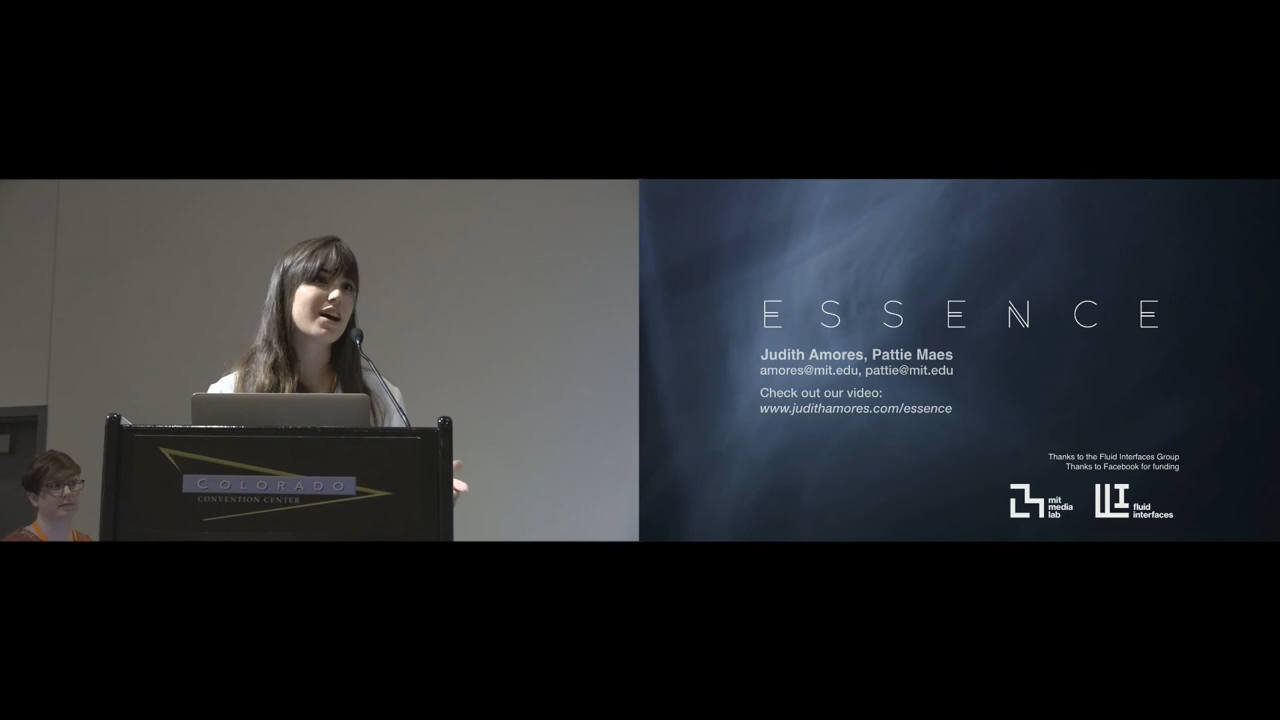 COLORADO
CONVENTION CENTER
ESSENCE
Judith Amores, Pattie Maes
amores@mit.edu, pattie@mit.edu
Check out our video:
www.judithamores.com/essence
Thanks to the Fluid Interfaces Group
Thanks to Facebook for funding
mit
media
lab
fluid
interfaces